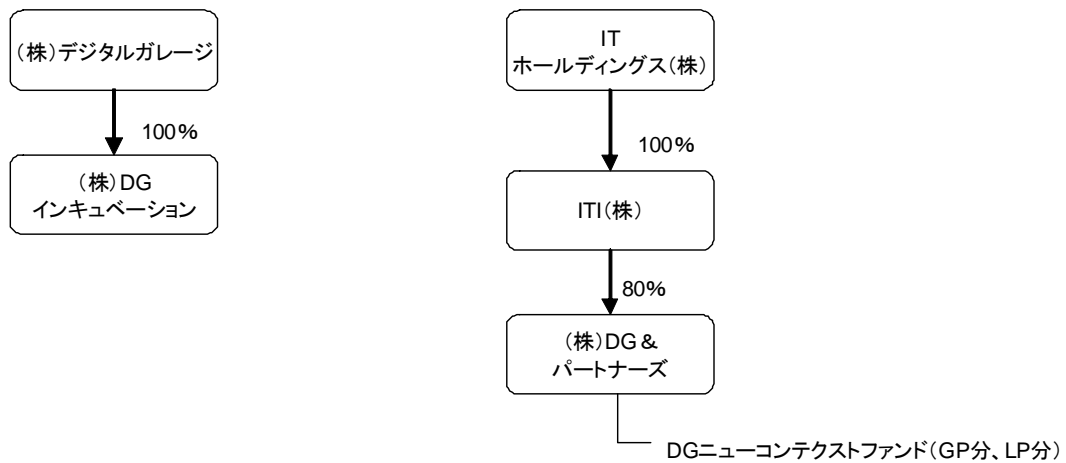 (株)デジタルガレージ
100%
(株)DG
インキュベーション
IT
ホールディングス(株)
100%
ITI(株)
80%
(株)DG&
パートナーズ
DGニューコンテクストファンド(GP分、LP分)